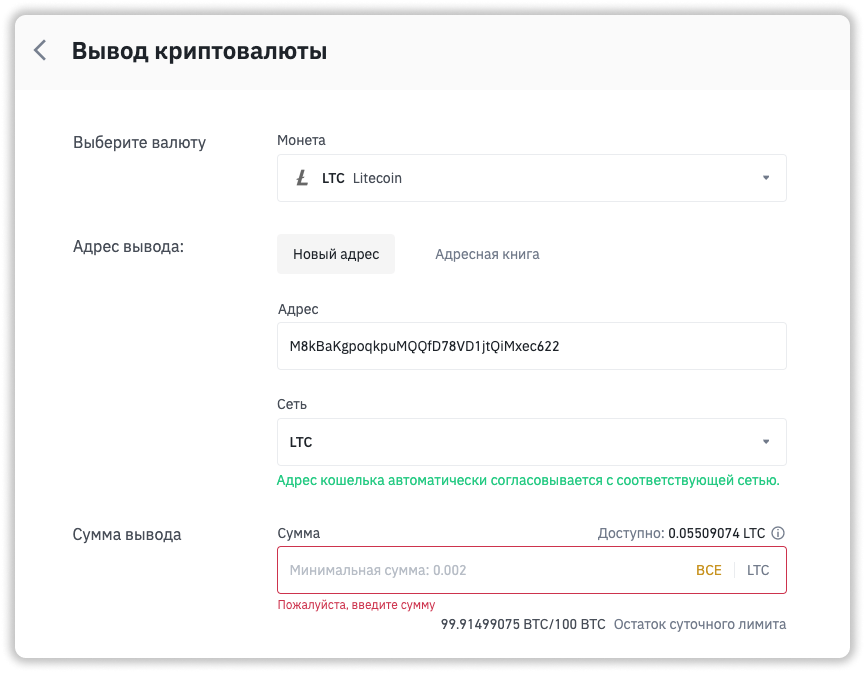 Вывод криптовалюты
Выберите валюту
Монета
LTC Litecoin
Адрес вывода:
Новый адрес
Адресная книга
Адрес
M8kBaKgpoqkpuMQQfD78VD1jtQiMxec622
Сеть
LTC
Адрес кошелька автоматически согласовывается с соответствующей сетью.
Сумма вывода
Сумма
Доступно: 0.05509074 LTC
Минимальная сумма: 0.002
ВСЕ
LTC
Пожалуйста, введите сумму
99.91499075 BTC/100 BTC Остаток суточного лимита